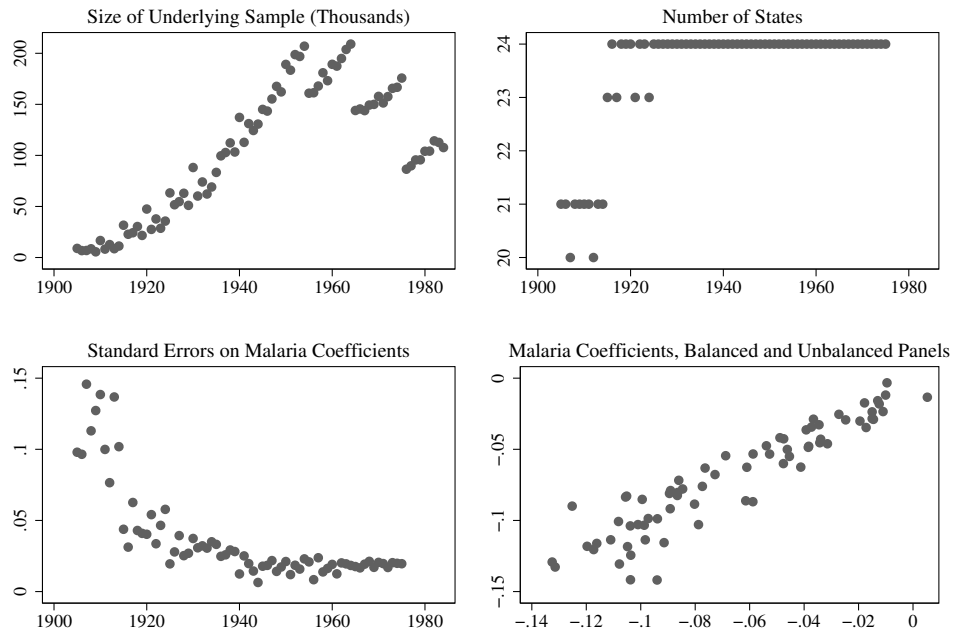 Size of Underlying Sample (Thousands)
200
150
100
50
0
1900 1920 1940 1960 1980
Number of States
24
23
22
21
20
1900 1920 1940 1960 1980
Standard Errors on Malaria Coefficients
.15
.1
.05
0
1900 1920 1940 1960 1980
Malaria Coefficients, Balanced and Unbalanced Panels
0
−.05
−.1
−.15
−.14 −.12 −.1 −.08 −.06 −.04 −.02 0